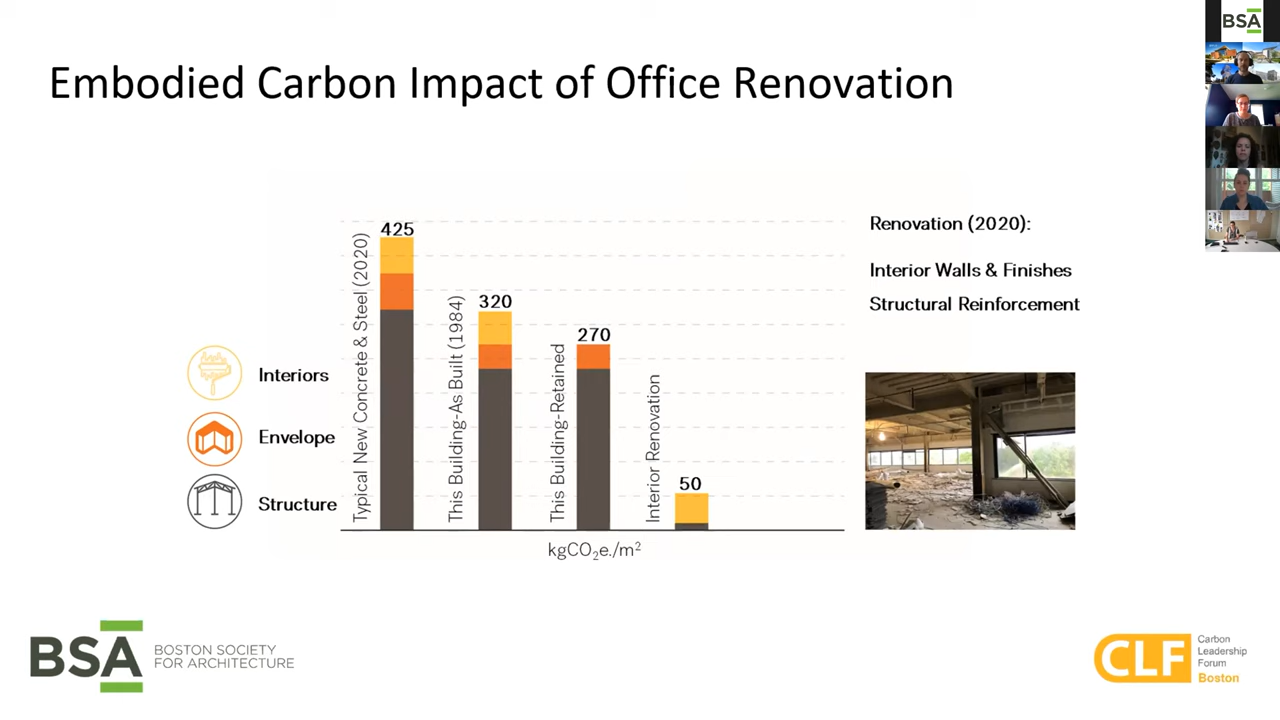 BSA
Embodied Carbon Impact of Office Renovation
Typical New Concrete & Steel (2020)
425
This Building-As Built (1984)
320
This Building-Retained
270
Interior Renovation
50
Interiors
Envelope
Structure
kgCO₂e./m²
Renovation (2020):
Interior Walls & Finishes
Structural Reinforcement
BSA
BOSTON SOCIETY
FOR ARCHITECTURE
CLF
Carbon
Leadership
Forum
Boston